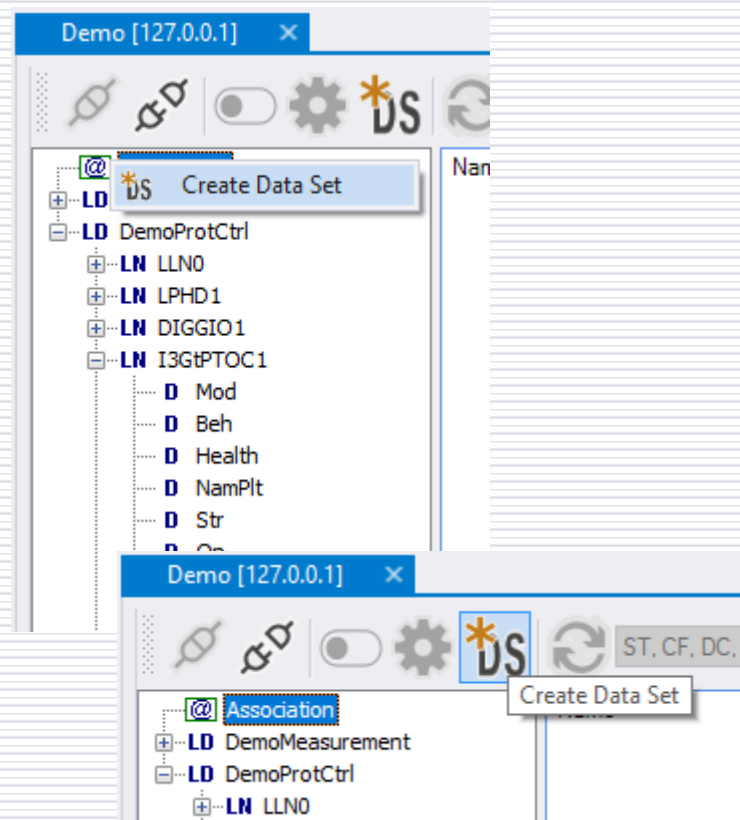 Demo [127.0.0.1] ×
*DS
@
*DS Create Data Set
Nam
LD
LD DemoProtCtrl
LN LLN0
LN LPHD1
LN DIGGIO1
LN I3GtPTOC1
D Mod
D Beh
D Health
D NamPlt
D Str
D Op
Demo [127.0.0.1] ×
*DS
ST, CF, DC,
Create Data Set
@ Association
LD DemoMeasurement
LD DemoProtCtrl
LN LLN0